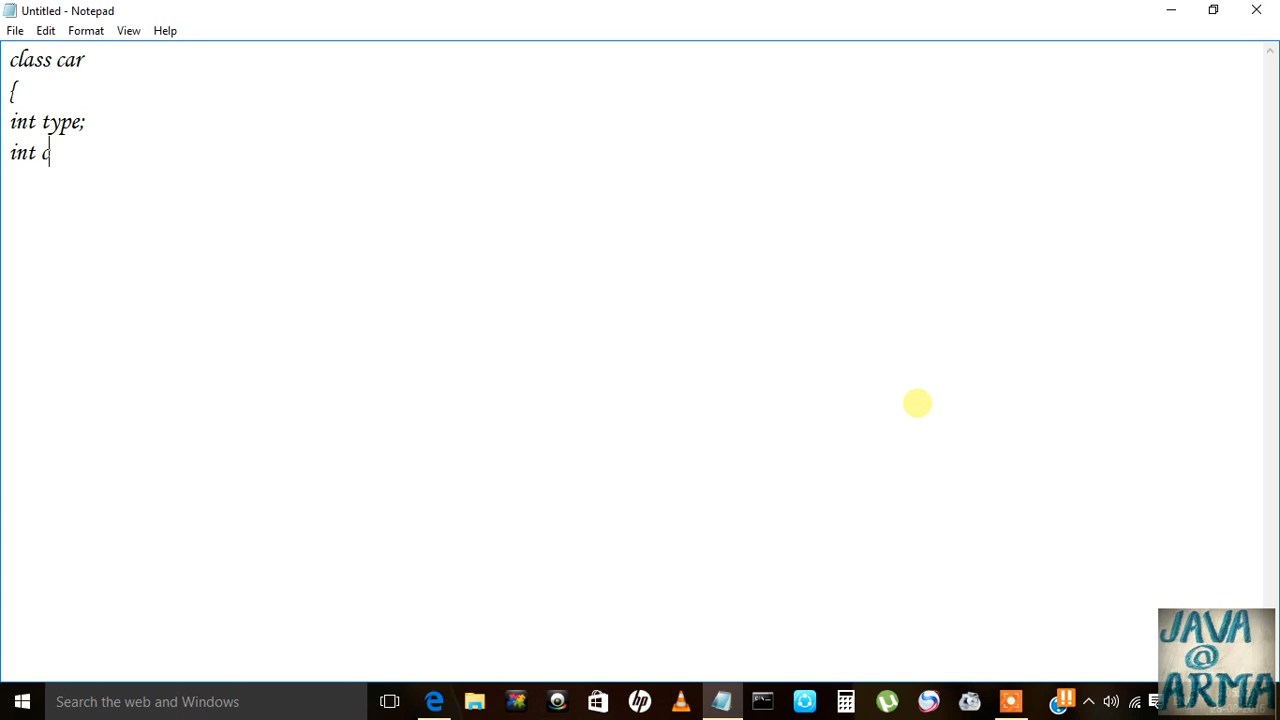 Untitled - Notepad
File Edit Format View Help
class car
{
int type;
int c
Search the web and Windows
JAVA
@
ARMA